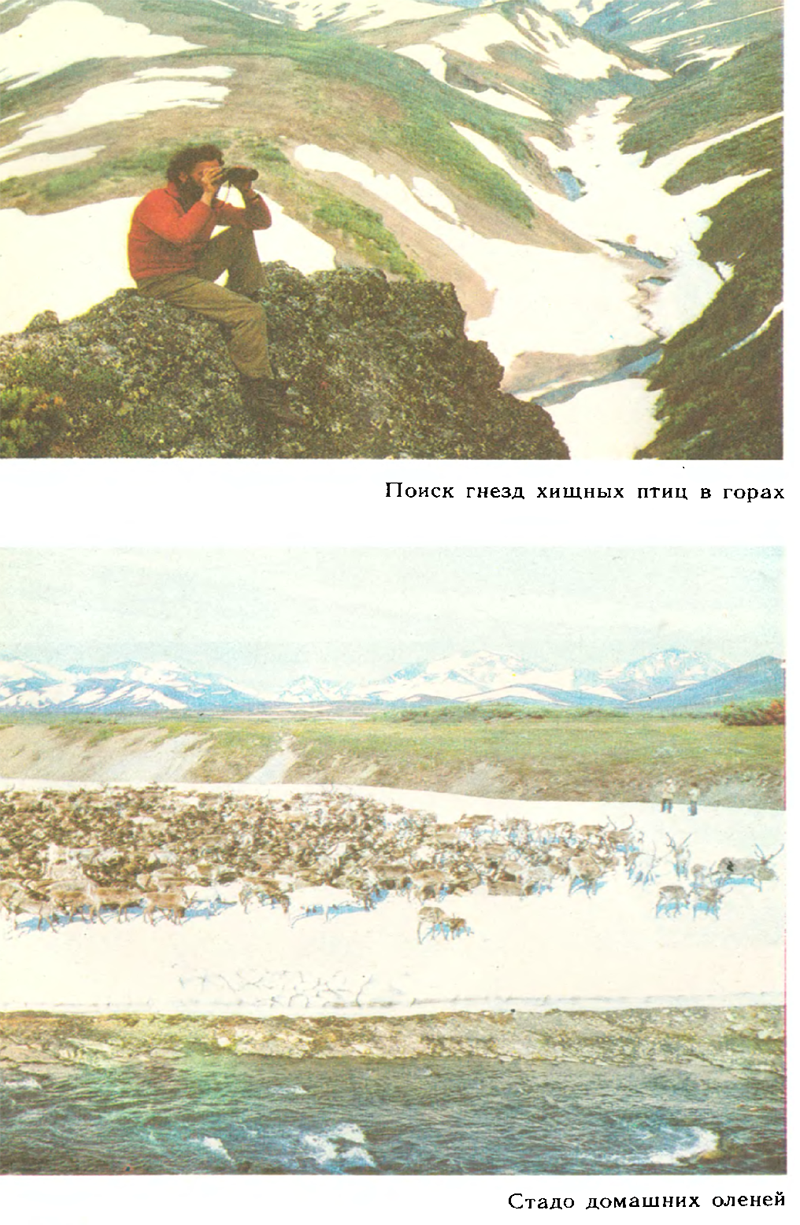 Поиск гнезд хищных птиц в горах
Стадо домашних оленей